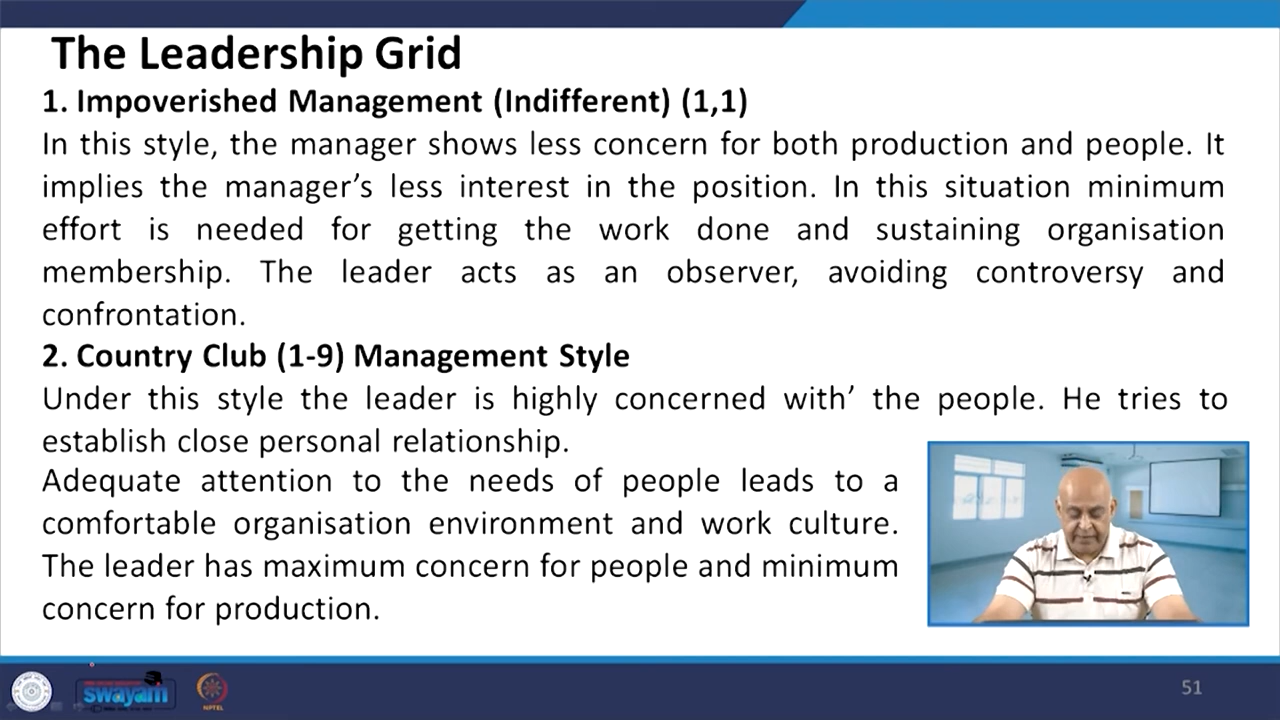 The Leadership Grid
1. Impoverished Management (Indifferent) (1,1)
In this style, the manager shows less concern for both production and people. It
implies the manager’s less interest in the position. In this situation minimum
effort is needed for getting the work done and sustaining organisation
membership. The leader acts as an observer, avoiding controversy and
confrontation.
2. Country Club (1-9) Management Style
Under this style the leader is highly concerned with’ the people. He tries to
establish close personal relationship.
Adequate attention to the needs of people leads to a
comfortable organisation environment and work culture.
The leader has maximum concern for people and minimum
concern for production.
swayam
NPTEL
51